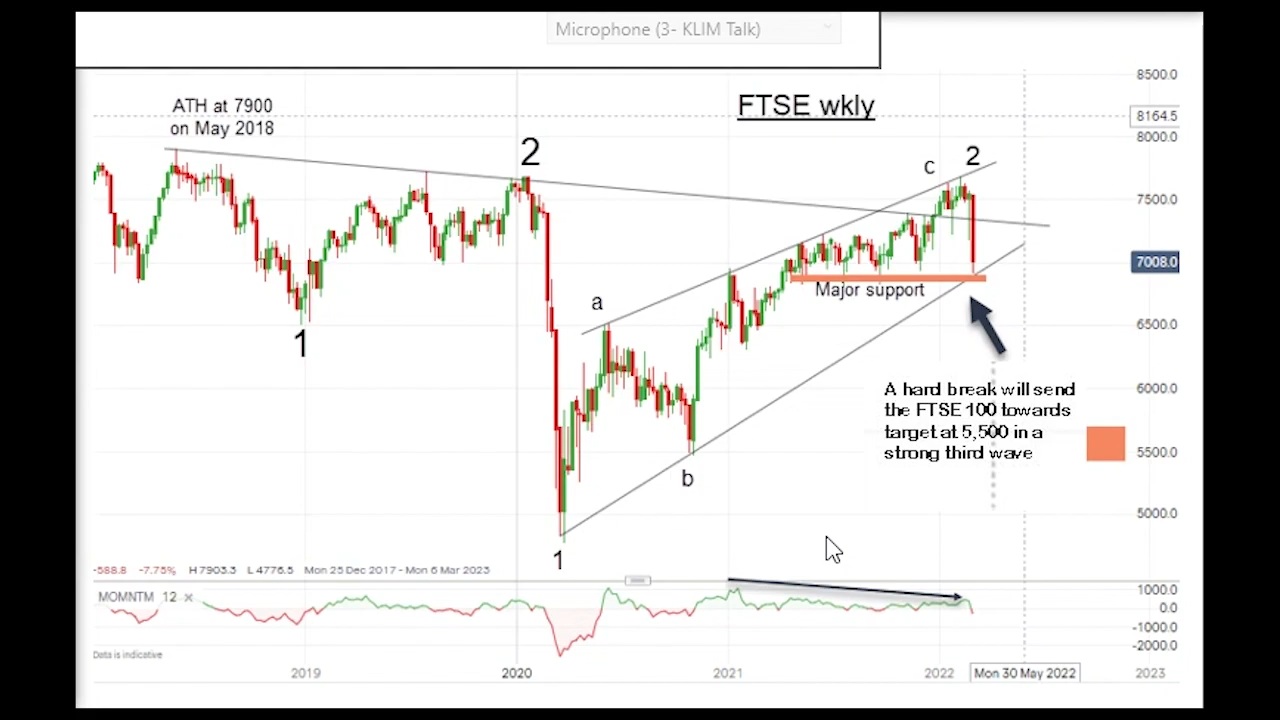 Microphone (3- KLIM Talk)
8500.0
ATH at 7900
on May 2018
FTSE wkly
8164.5
8000.0
2
c
2
7500.0
7008.0
Major support
a
6500.0
1
A hard break will send
the FTSE 100 towards
target at 5,500 in a
strong third wave
6000.0
5500.0
b
5000.0
1
-588.8 -7.75% H 7903.3 L 4776.5 Mon 25 Dec 2017 - Mon 6 Mar 2023
MOMNTM 12 ×
1000.0
0.0
-1000.0
-2000.0
Data is indicative
2019
2020
2021
2022
Mon 30 May 2022
2023